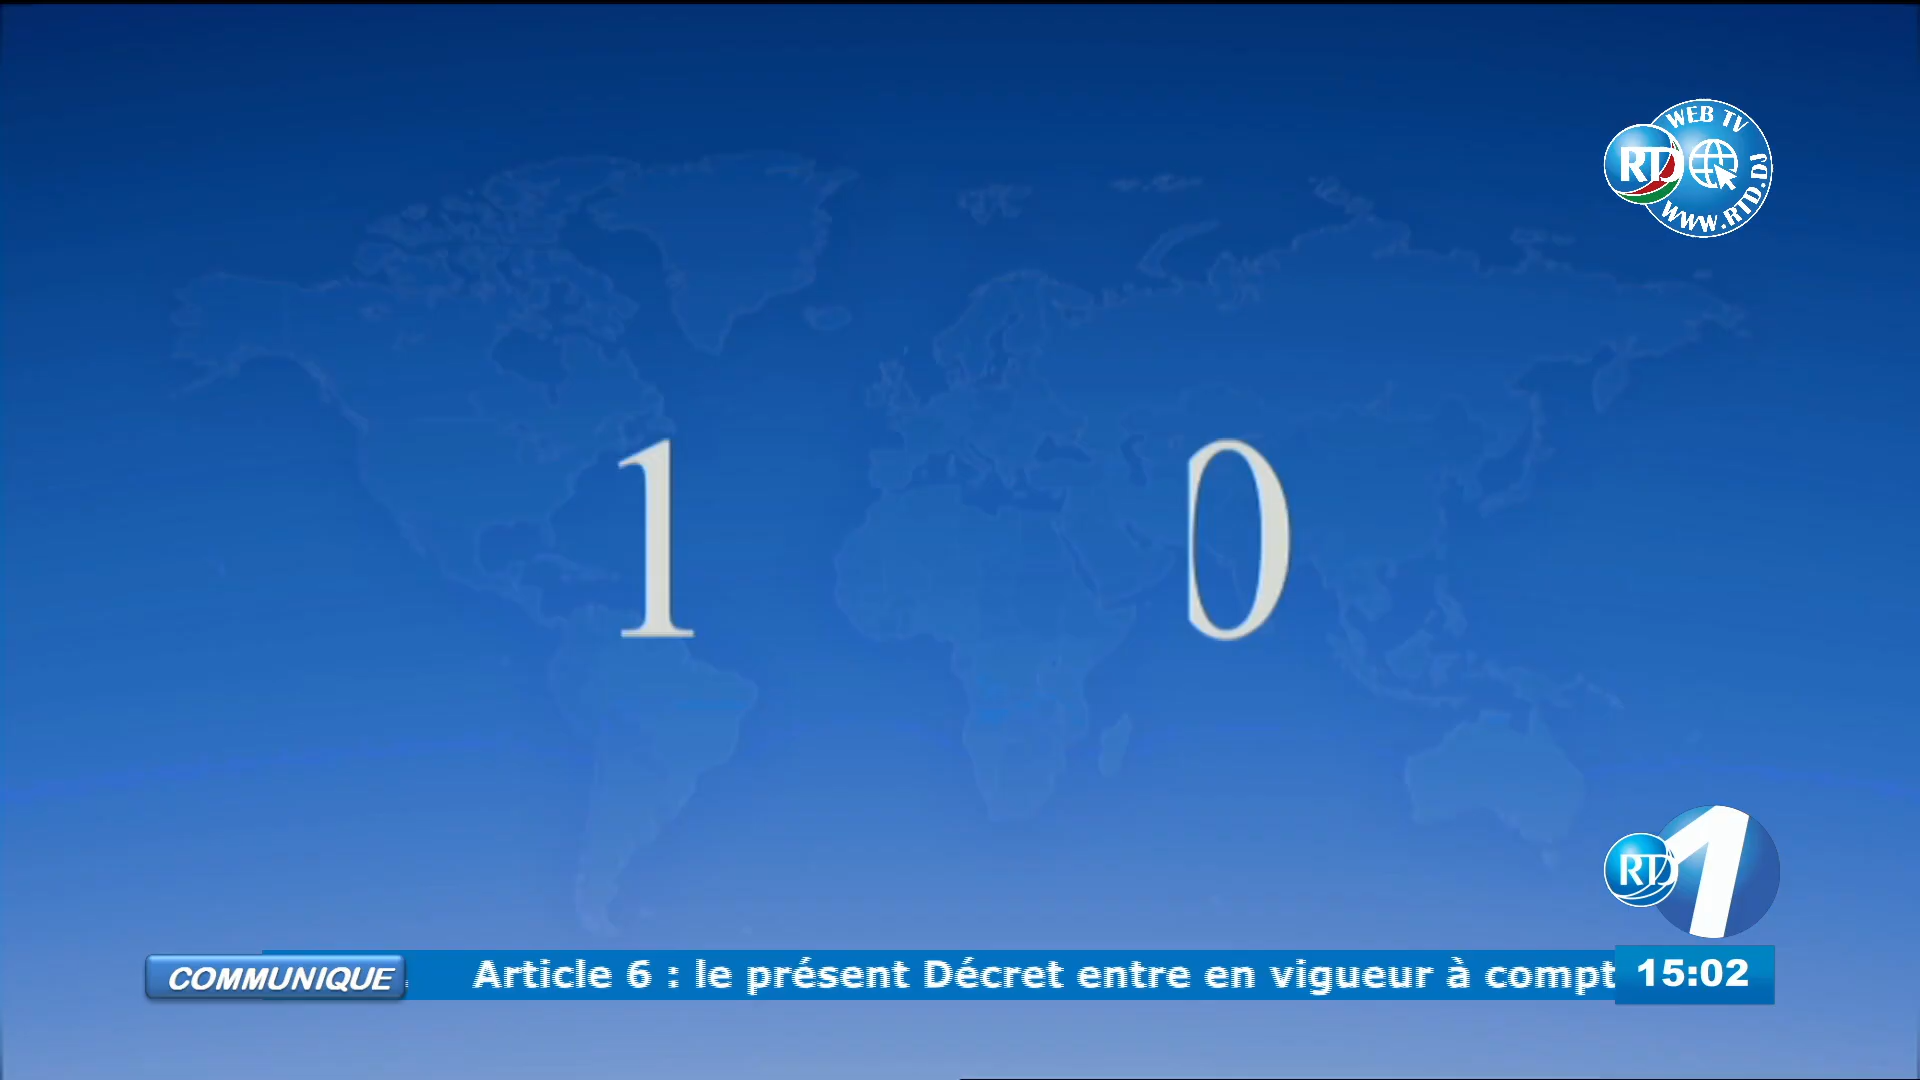 WEB TV
RTD
WWW.RTD.DJ
1 0
RTD 1
COMMUNIQUE
Article 6 : le présent Décret entre en vigueur à compt
15:02